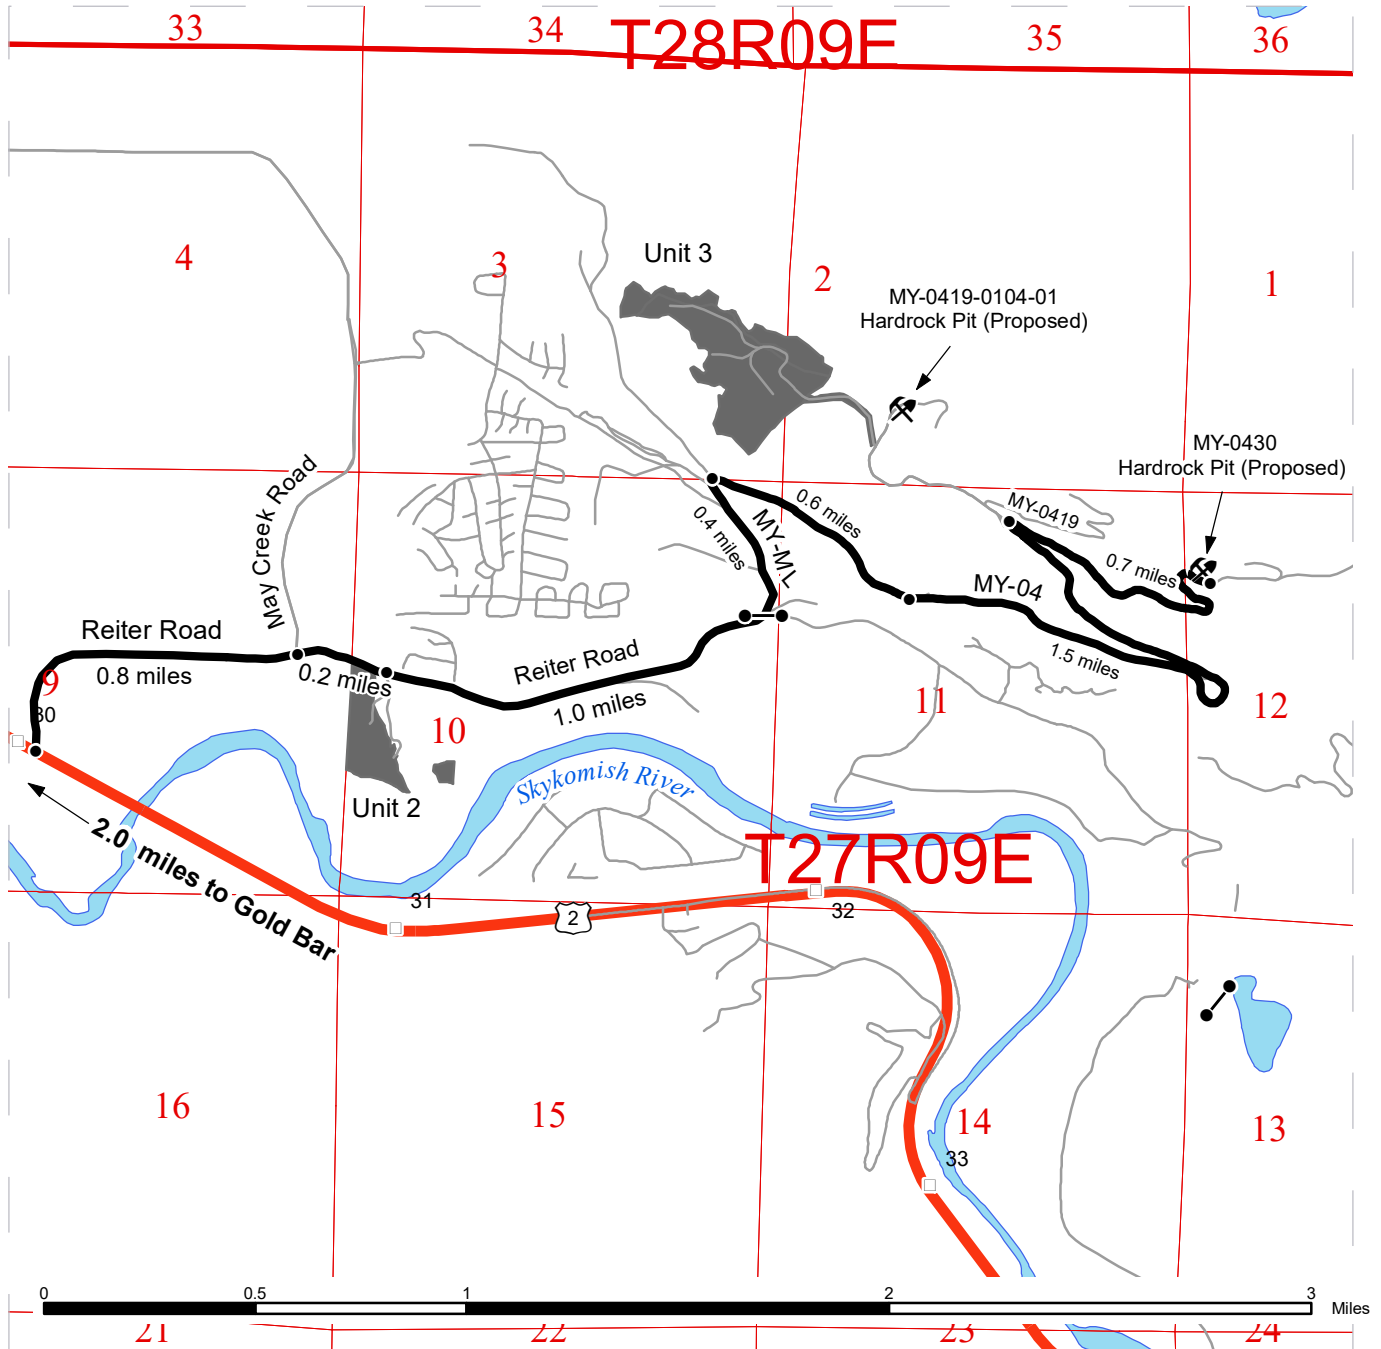 33
34
T28R09E
35
36
4
3
Unit 3
2
1
MY-0419-0104-01
Hardrock Pit (Proposed)
MY-0430
Hardrock Pit (Proposed)
May Creek Road
0.6 miles
MY-0419
0.4 miles
MY-ML
0.7 miles
MY-04
Reiter Road
0.8 miles
0.2 miles
Reiter Road
1.0 miles
1.5 miles
9
30
10
11
12
Skykomish River
Unit 2
2.0 miles to Gold Bar
T27R09E
31
2
32
16
15
14
13
33
0
0.5
1
2
3
Miles
21
22
23
24